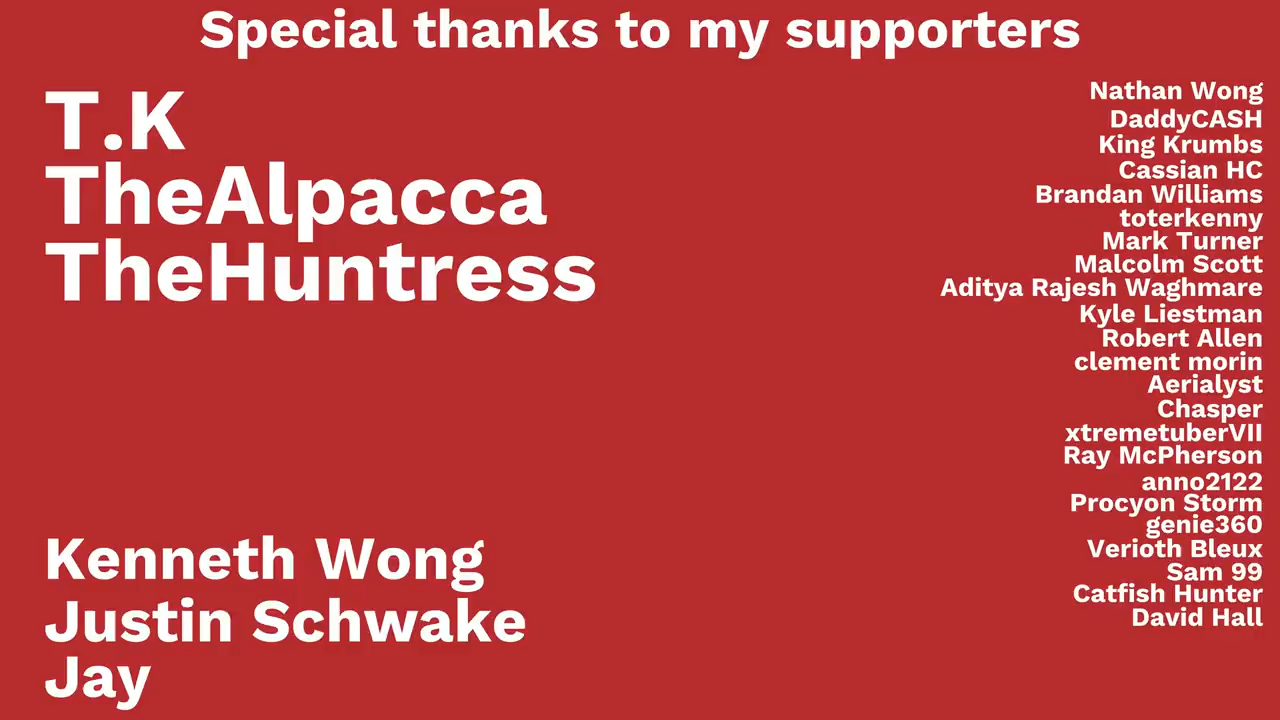 Special thanks to my supporters
T.K
TheAlpacca
TheHuntress
Kenneth Wong
Justin Schwake
Jay
Nathan Wong
DaddyCASH
King Krumbs
Cassian HC
Brandan Williams
toterkenny
Mark Turner
Malcolm Scott
Aditya Rajesh Waghmare
Kyle Liestman
Robert Allen
clement morin
Aerialyst
Chasper
xtremetuberVII
Ray McPherson
anno2122
Procyon Storm
genie360
Verioth Bleux
Sam 99
Catfish Hunter
David Hall